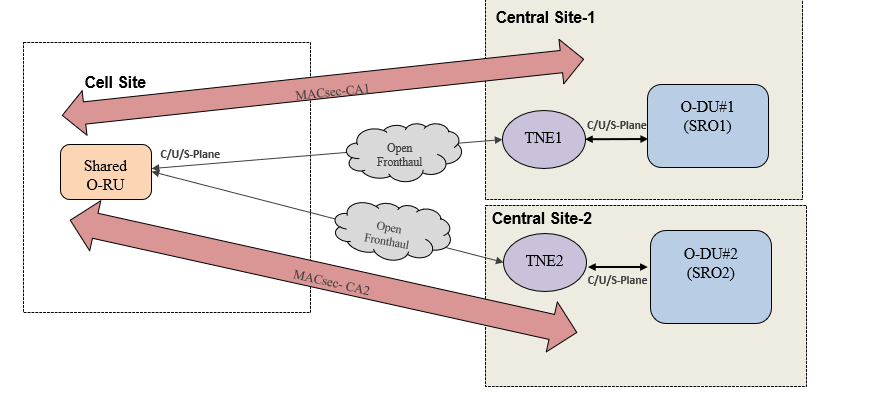 Central Site-1
Cell Site
MACsec-CA1
O-DU#1
(SRO1)
C/U/S-Plane
TNE1
Open
Fronthaul
C/U/S-Plane
Shared
O-RU
Central Site-2
Open
Fronthaul
TNE2
O-DU#2
(SRO2)
C/U/S-Plane
MACsec- CA2